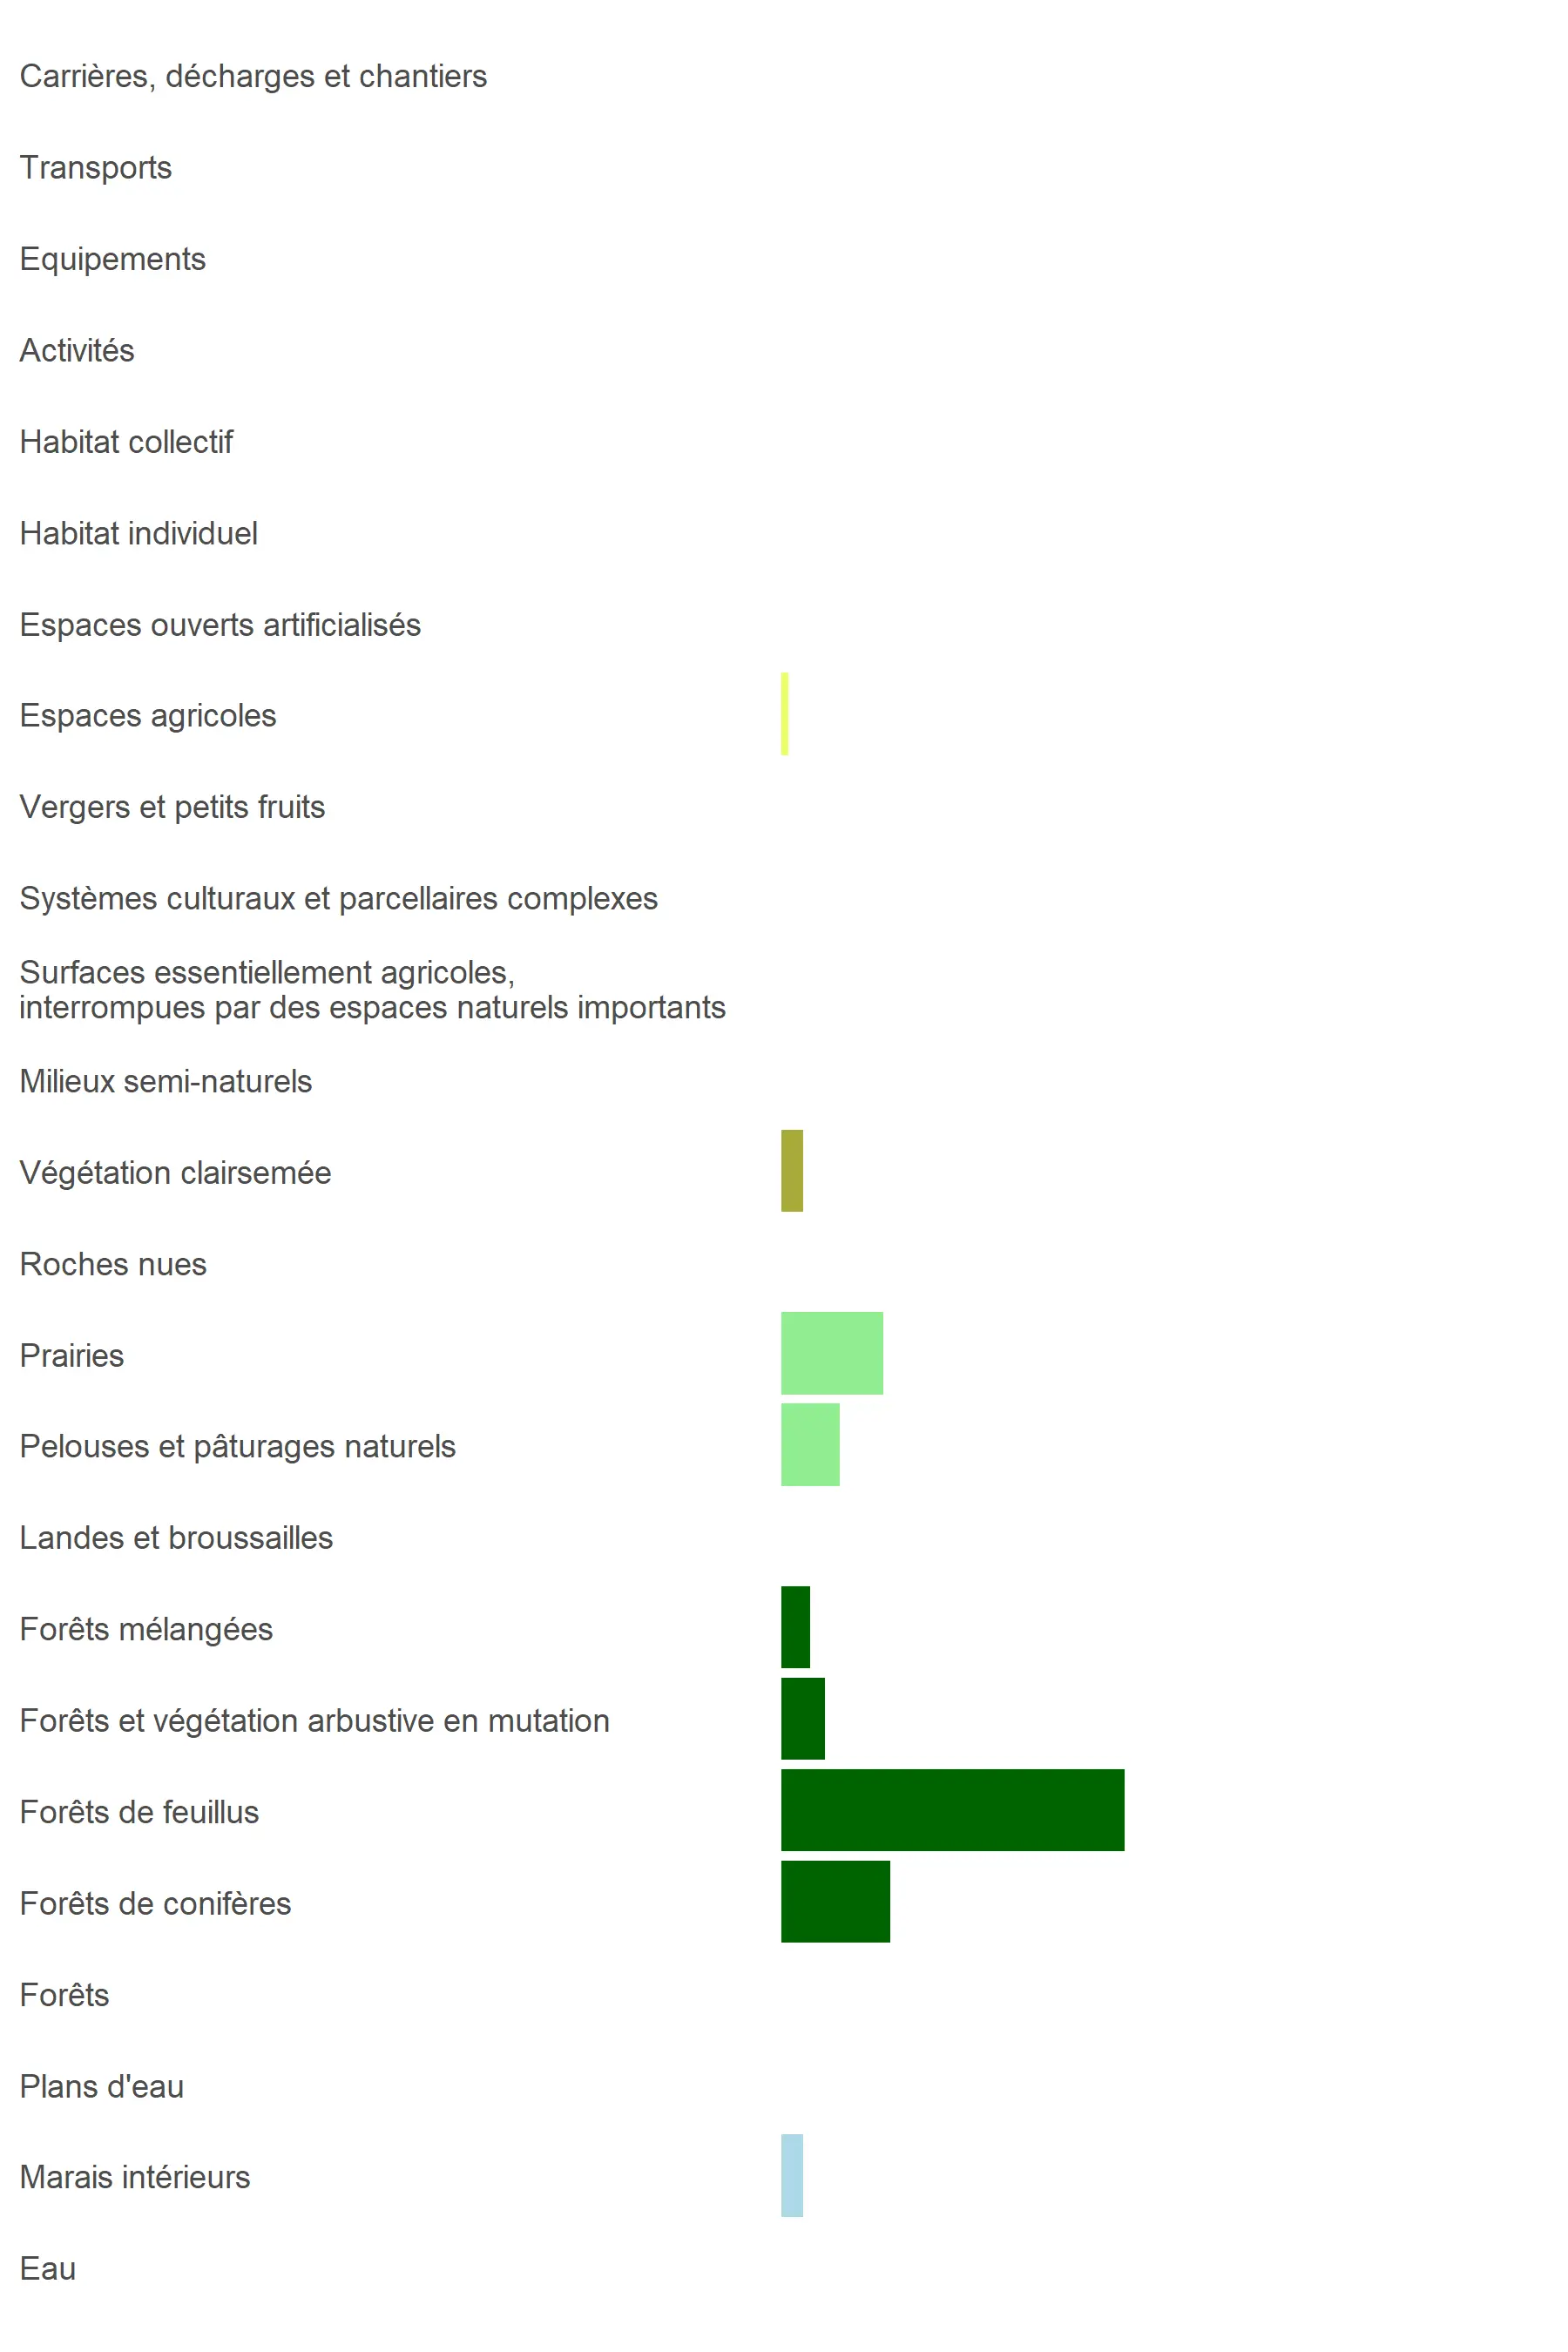 Carrières, décharges et chantiers
Transports
Equipements
Activités
Habitat collectif
Habitat individuel
Espaces ouverts artificialisés
Espaces agricoles
Vergers et petits fruits
Systèmes culturaux et parcellaires complexes
Surfaces essentiellement agricoles,
interrompues par des espaces naturels importants
Milieux semi-naturels
Végétation clairsemée
Roches nues
Prairies
Pelouses et pâturages naturels
Landes et broussailles
Forêts mélangées
Forêts et végétation arbustive en mutation
Forêts de feuillus
Forêts de conifères
Forêts
Plans d'eau
Marais intérieurs
Eau